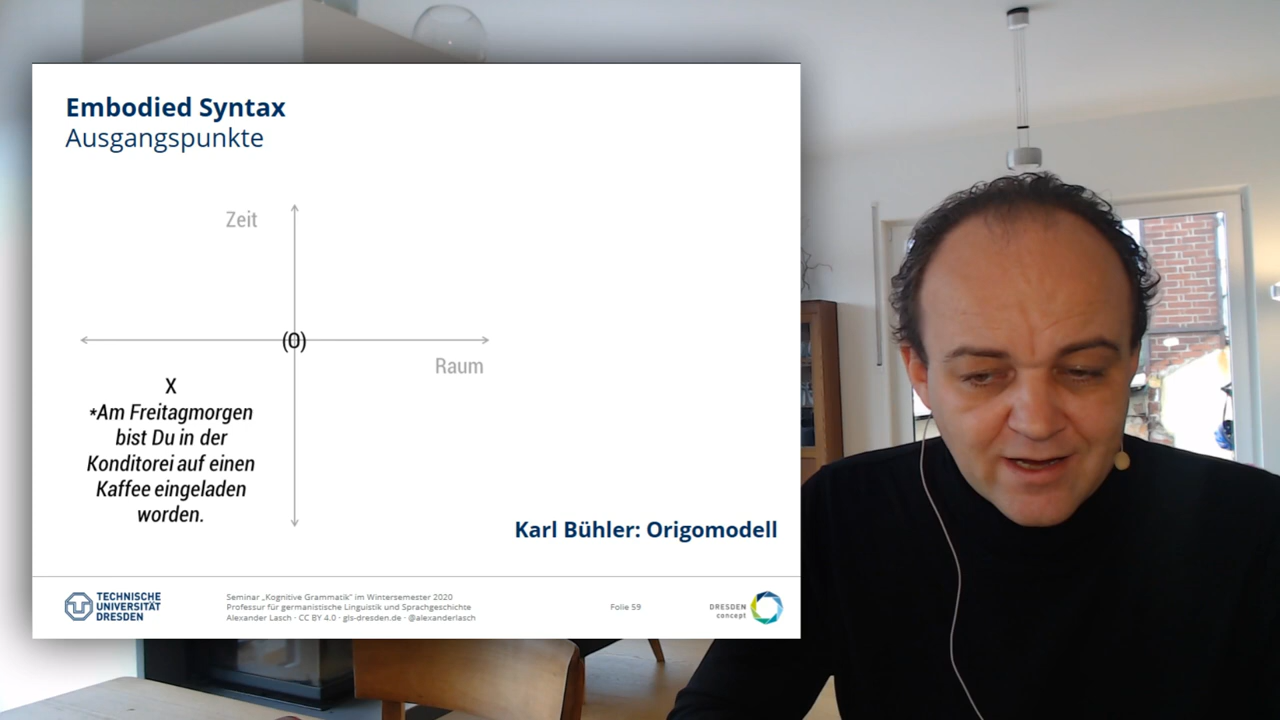 Embodied Syntax
Ausgangspunkte
Zeit
(0)
Raum
X
*Am Freitagmorgen
bist Du in der
Konditorei auf einen
Kaffee eingeladen
worden.
Karl Bühler: Origomodell
TECHNISCHE
UNIVERSITÄT
DRESDEN
Seminar „Kognitive Grammatik" im Wintersemester 2020
Professur für germanistische Linguistik und Sprachgeschichte
Alexander Lasch · CC BY 4.0 · gls-dresden.de · @alexanderlasch
Folie 59
DRESDEN
concept